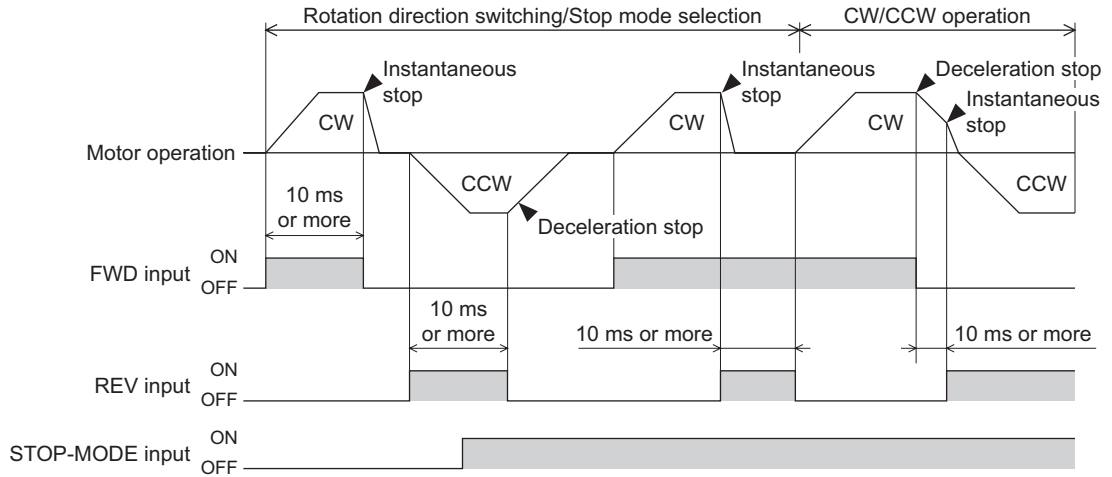 Rotation direction switching/Stop mode selection
CW/CCW operation
Instantaneous
stop
Instantaneous
stop
Deceleration stop
Instantaneous
stop
CW
CW
CW
Motor operation
CCW
CCW
10 ms
or more
Deceleration stop
ON
FWD input
OFF
10 ms
or more
10 ms or more
10 ms or more
ON
REV input
OFF
ON
STOP-MODE input
OFF